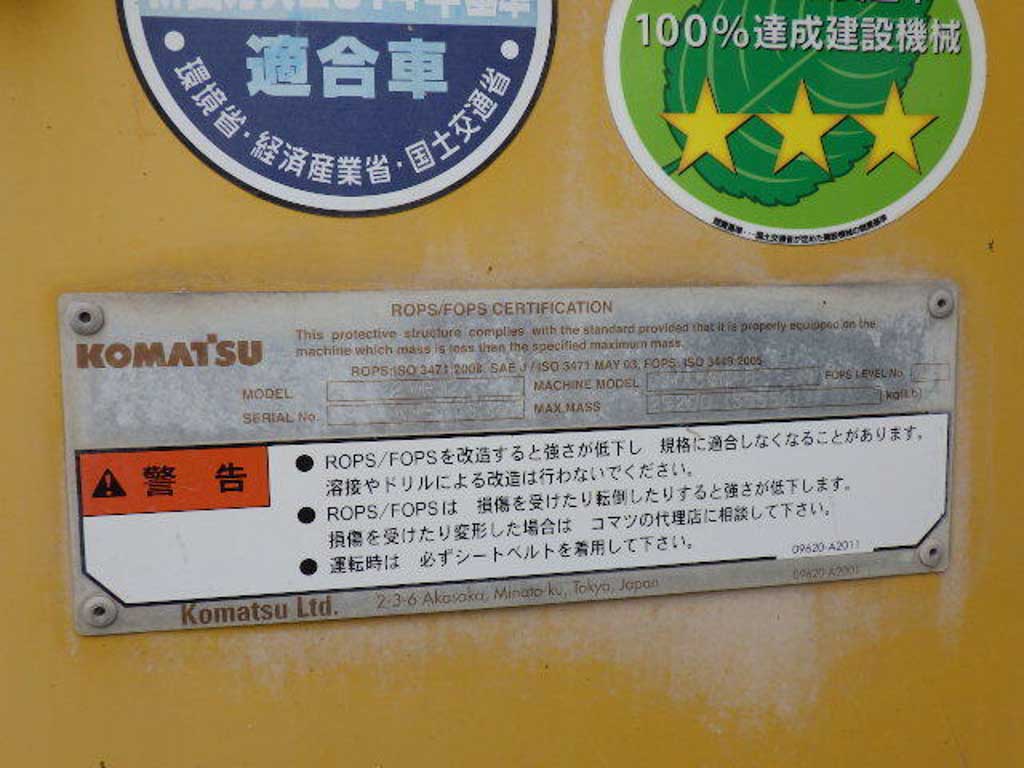 適合車
環境省・経済産業省・国土交通省
100%達成建設機械
ROPS/FOPS CERTIFICATION
This protective structure complies with the standard provided that it is properly equipped on the
machine which mass is less than the specified maximum mass.
KOMATSU
ROPS:ISO 3471 2008, SAE J / ISO 3471 MAY 03, FOPS: ISO 3449 2005
MODEL
MACHINE MODEL
FOPS LEVEL No.
SERIAL No.
MAX.MASS
kg(Lb)
警告
● ROPS/FOPSを改造すると強さが低下し 規格に適合しなくなることがあります。
溶接やドリルによる改造は行わないでください。
● ROPS/FOPSは 損傷を受けたり転倒したりすると強さが低下します。
損傷を受けたり変形した場合は コマツの代理店に相談して下さい。
● 運転時は 必ずシートベルトを着用して下さい。
09620-A2011
09620-A2001
Komatsu Ltd. 2-3-6 Akasaka, Minato-ku, Tokyo, Japan